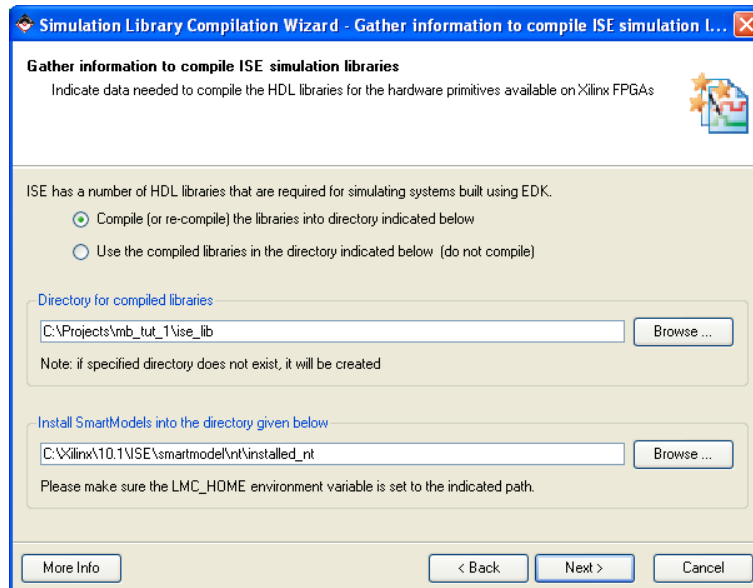 Simulation Library Compilation Wizard - Gather information to compile ISE simulation l...
Gather information to compile ISE simulation libraries
Indicate data needed to compile the HDL libraries for the hardware primitives available on Xilinx FPGAs
ISE has a number of HDL libraries that are required for simulating systems built using EDK.
Compile (or re-compile) the libraries into directory indicated below
Use the compiled libraries in the directory indicated below (do not compile)
Directory for compiled libraries
C:\Projects\mb_tut_1\ise_lib
Browse ...
Note: if specified directory does not exist, it will be created
Install SmartModels into the directory given below
C:\Xilinx\10.1\ISE\smartmodel\nt\installed_nt
Browse ...
Please make sure the LMC_HOME environment variable is set to the indicated path.
More Info
< Back
Next >
Cancel